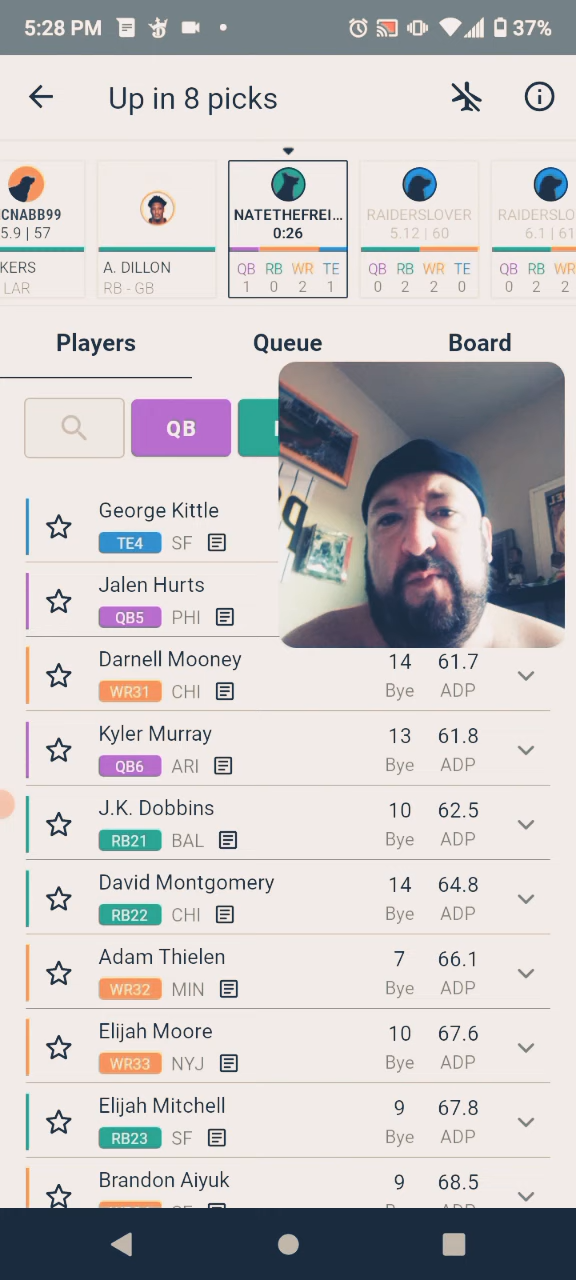 5:28 PM 37%
Up in 8 picks
CNABB99 NATETHEFREI... RAIDERSLOVER RAIDERSLO
5.9 | 57 0:26 5.12 | 60 6.1 | 61
KERS A. DILLON QB RB WR TE QB RB WR TE QB RB WR
LAR RB - GB 1 0 2 1 0 2 2 0 0 2 2
Players Queue Board
QB
George Kittle
TE4 SF
Jalen Hurts
QB5 PHI
Darnell Mooney 14 61.7
WR31 CHI Bye ADP
Kyler Murray 13 61.8
QB6 ARI Bye ADP
J.K. Dobbins 10 62.5
RB21 BAL Bye ADP
David Montgomery 14 64.8
RB22 CHI Bye ADP
Adam Thielen 7 66.1
WR32 MIN Bye ADP
Elijah Moore 10 67.6
WR33 NYJ Bye ADP
Elijah Mitchell 9 67.8
RB23 SF Bye ADP
Brandon Aiyuk 9 68.5